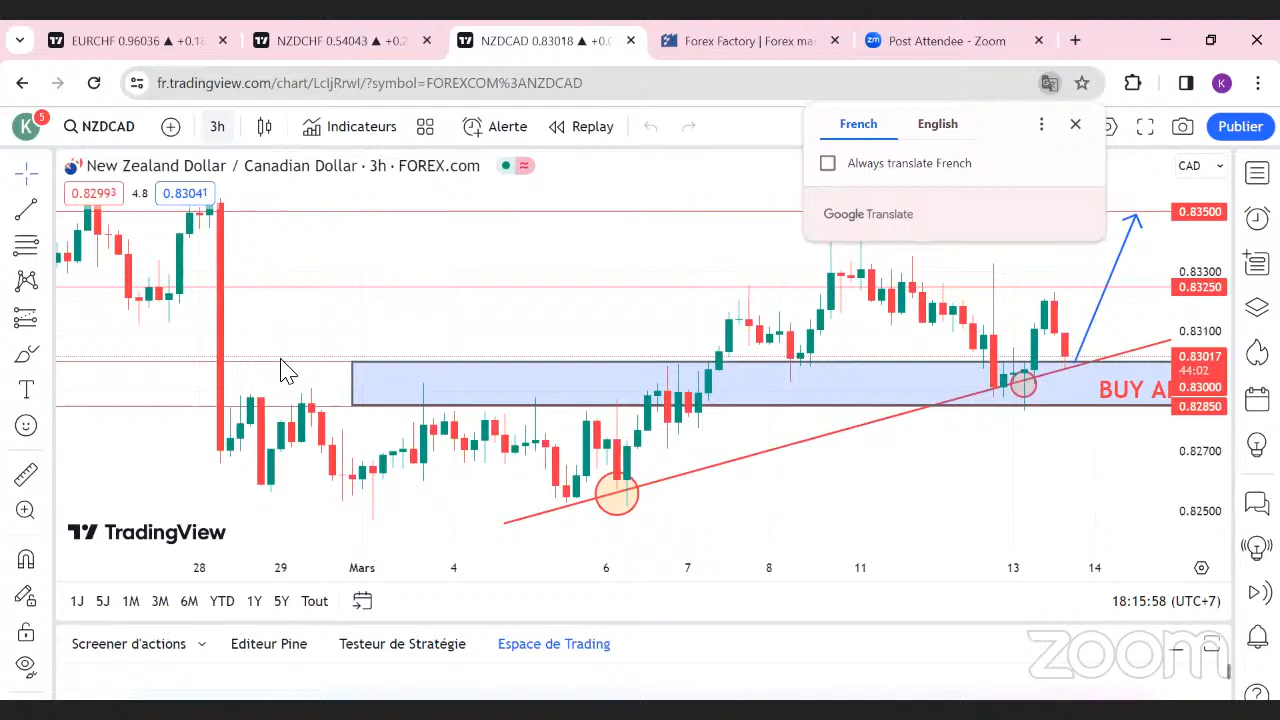 EURCHF 0.96036 ▲ +0.1
NZDCHF 0.54043 ▲ +0.2
NZDCAD 0.83018 ▲ +0.0
Forex Factory | Forex ma
Post Attendee - Zoom
fr.tradingview.com/chart/LcIjRrwI/?symbol=FOREXCOM%3ANZDCAD
K
K
5
NZDCAD
3h
Indicateurs
Alerte
Replay
Publier
French
English
Always translate French
Google Translate
New Zealand Dollar / Canadian Dollar · 3h · FOREX.com
CAD
0.82993
4.8
0.83041
0.83500
0.83300
0.83250
0.83100
0.83017
44:02
0.83000
BUY A
0.82850
0.82700
0.82500
TradingView
28
29
Mars
4
6
7
8
11
13
14
1J
5J
1M
3M
6M
YTD
1Y
5Y
Tout
18:15:58 (UTC+7)
Screener d'actions
Editeur Pine
Testeur de Stratégie
Espace de Trading
zoom